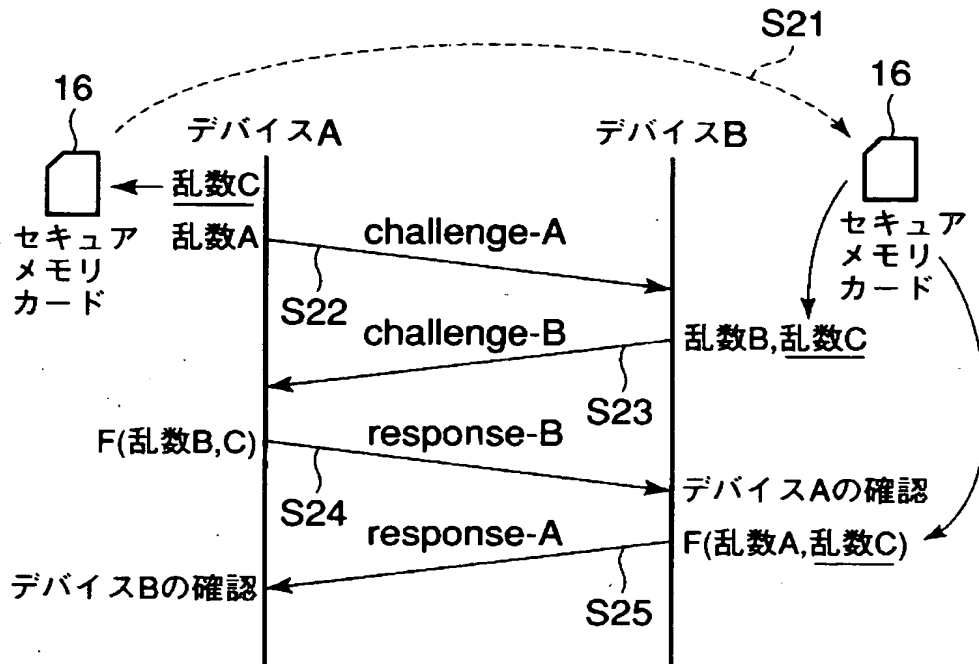 S21
16
16
デバイスA
デバイスB
乱数C
セキュア
メモリ
カード
セキュア
メモリ
カード
乱数A
challenge-A
S22
challenge-B
乱数B,乱数C
S23
F(乱数B,C)
response-B
S24
デバイスAの確認
response-A
F(乱数A,乱数C)
デバイスBの確認
S25